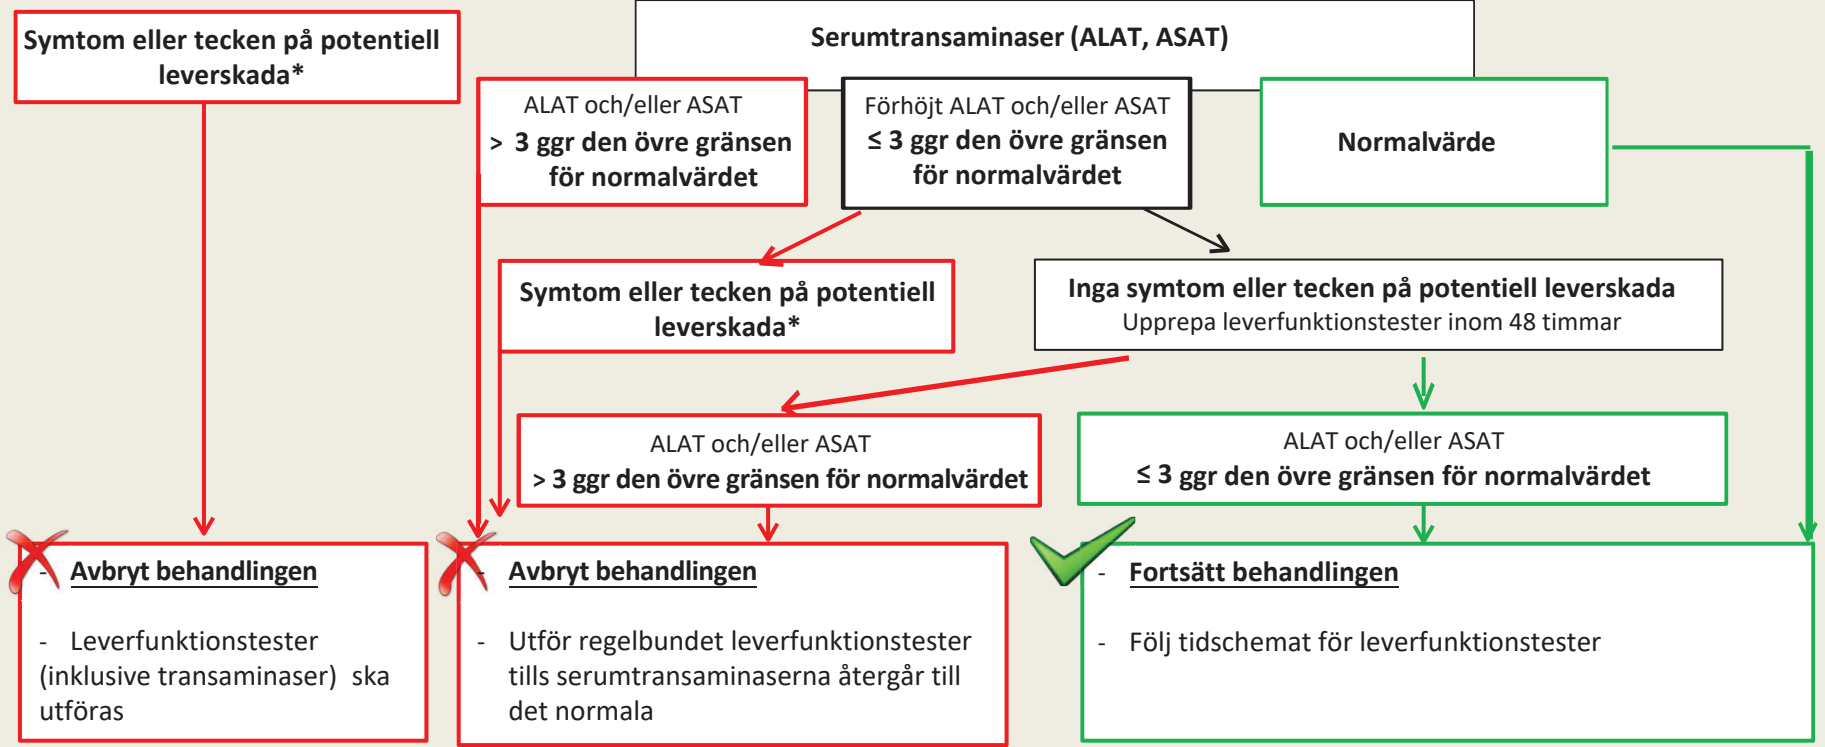 Symtom eller tecken på potentiell
leverskada*
Serumtransaminaser (ALAT, ASAT)
ALAT och/eller ASAT
> 3 ggr den övre gränsen
för normalvärdet
Förhöjt ALAT och/eller ASAT
≤ 3 ggr den övre gränsen
för normalvärdet
Normalvärde
Symtom eller tecken på potentiell
leverskada*
Inga symtom eller tecken på potentiell leverskada
Upprepa leverfunktionstester inom 48 timmar
ALAT och/eller ASAT
> 3 ggr den övre gränsen för normalvärdet
ALAT och/eller ASAT
≤ 3 ggr den övre gränsen för normalvärdet
- Avbryt behandlingen
- Leverfunktionstester
(inklusive transaminaser) ska
utföras
- Avbryt behandlingen
- Utför regelbundet leverfunktionstester
tills serumtransaminaserna återgår till
det normala
- Fortsätt behandlingen
- Följ tidschemat för leverfunktionstester